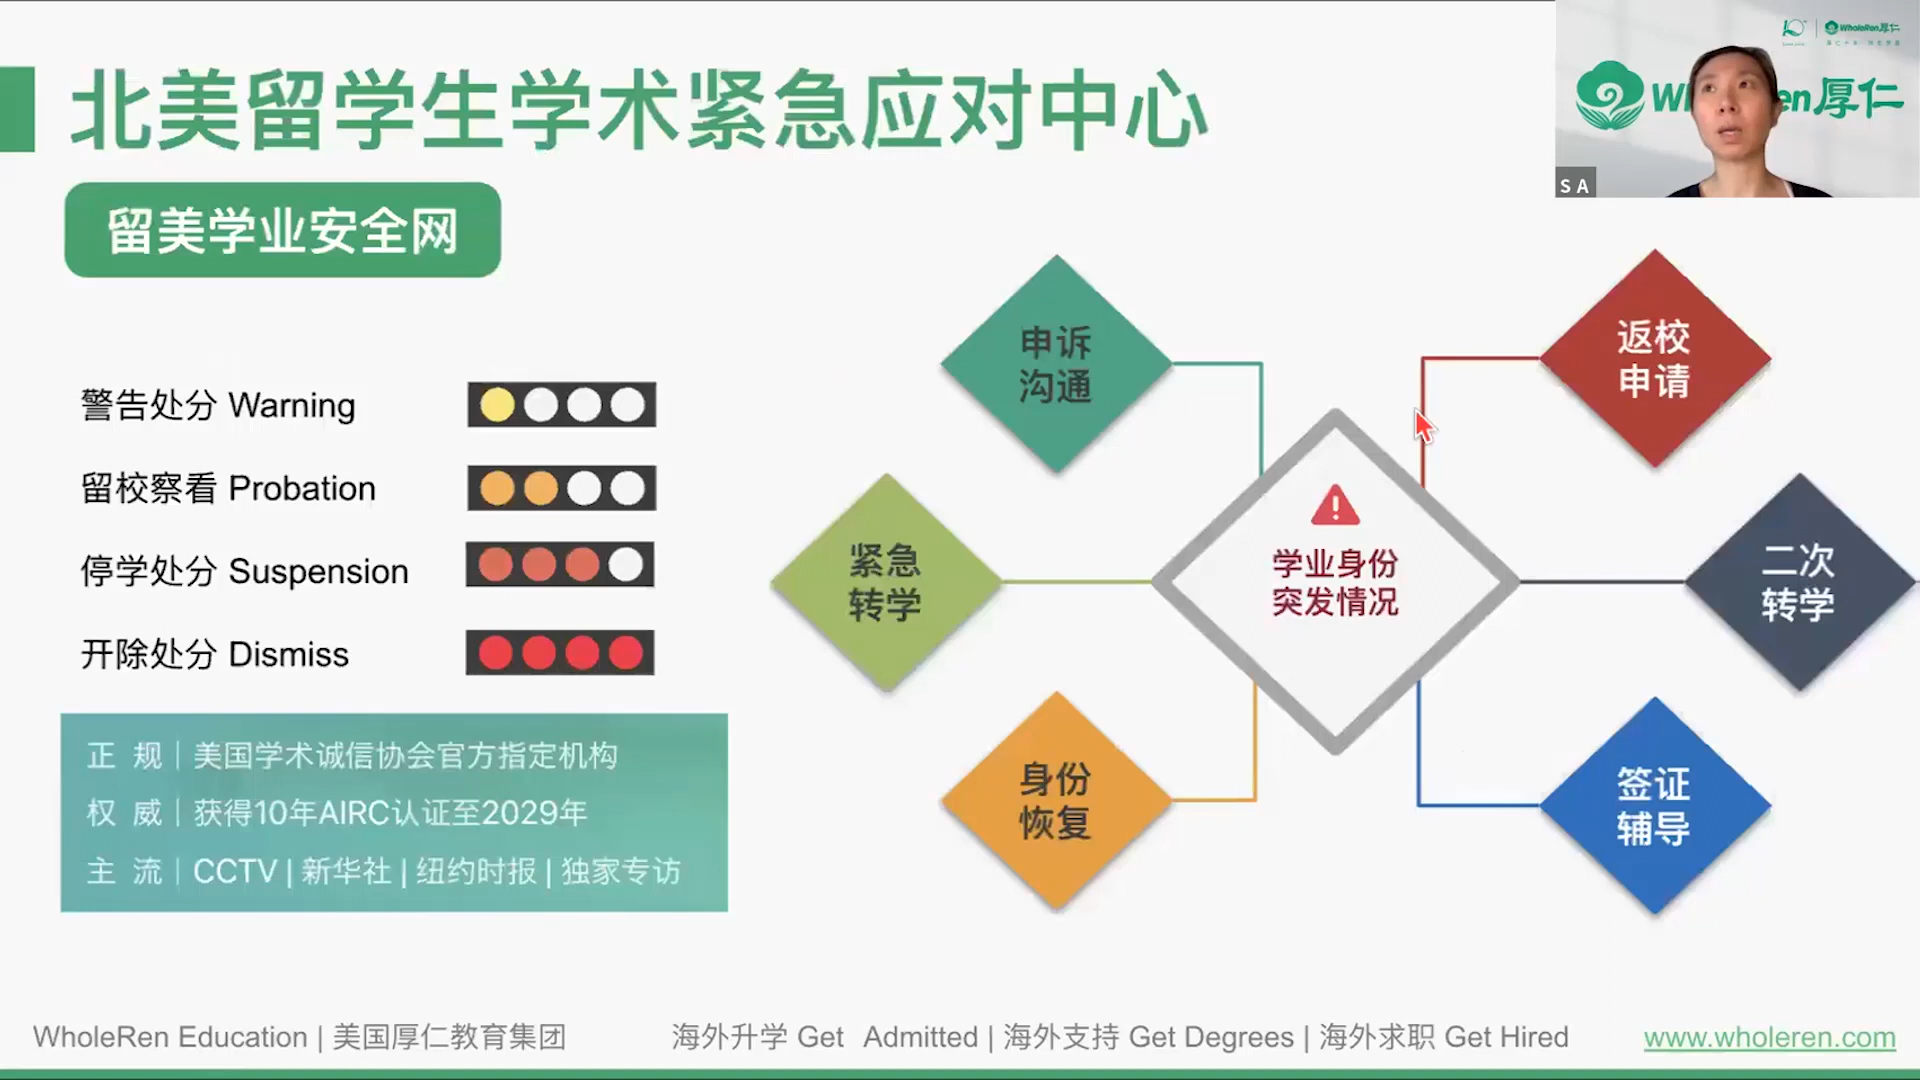 北美留学生学术紧急应对中心
WholeRen厚仁
S A
留美学业安全网
警告处分 Warning
留校察看 Probation
停学处分 Suspension
开除处分 Dismiss
正 规｜美国学术诚信协会官方指定机构
权 威｜获得10年AIRC认证至2029年
主 流｜CCTV | 新华社 | 纽约时报 | 独家专访
申诉
沟通
紧急
转学
身份
恢复
学业身份
突发情况
返校
申请
二次
转学
签证
辅导
WholeRen Education | 美国厚仁教育集团
海外升学 Get Admitted | 海外支持 Get Degrees | 海外求职 Get Hired
www.wholeren.com